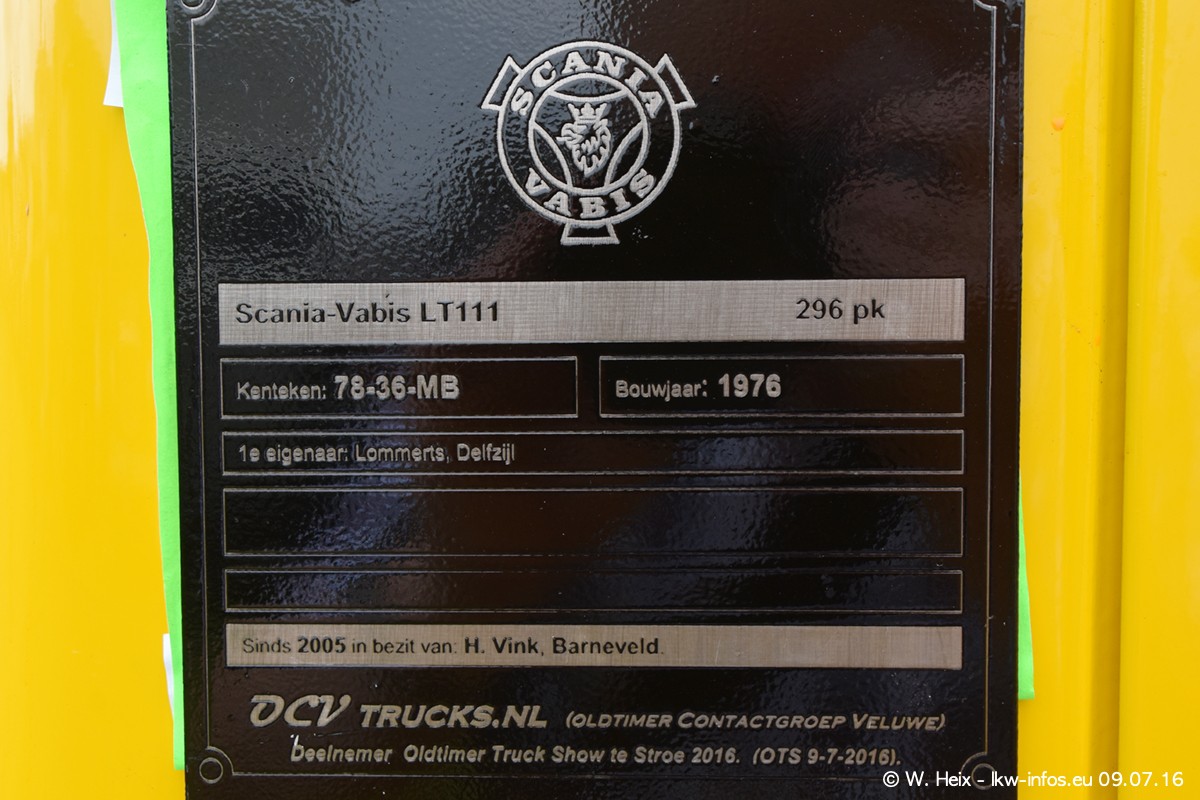 SCANIA
VABIS
Scania-Vabis LT111 296 pk
Kenteken: 78-36-MB Bouwjaar: 1976
1e eigenaar: Lommerts, Delfzijl
Sinds 2005 in bezit van: H. Vink, Barneveld.
OCV TRUCKS.NL (OLDTIMER CONTACTGROEP VELUWE)
Deelnemer Oldtimer Truck Show te Stroe 2016. (OTS 9-7-2016).
© W. Heix - lkw-infos.eu 09.07.16